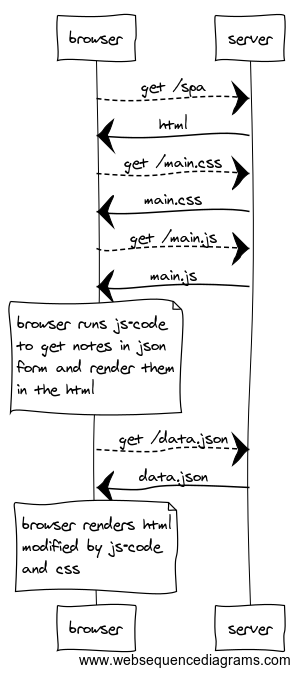 browser server
get /spa
html
get /main.css
main.css
get /main.js
main.js
browser runs js-code
to get notes in json
form and render them
in the html
get /data.json
data.json
browser renders html
modified by js-code
and css
browser server
www.websequencediagrams.com